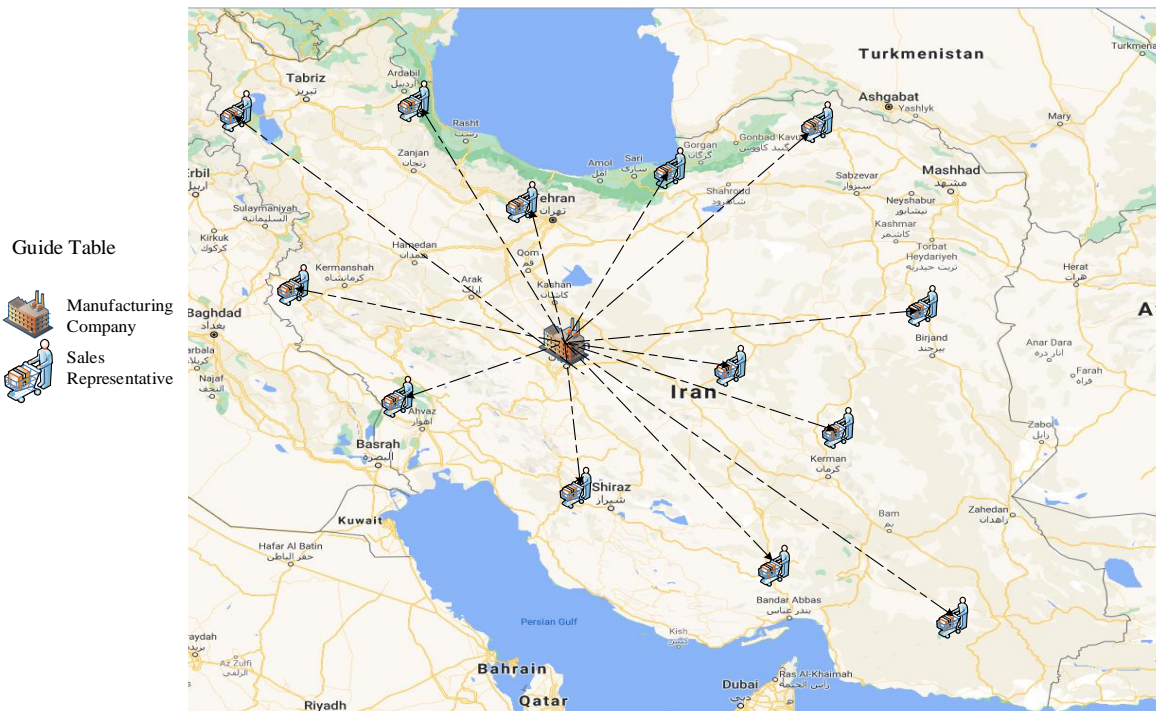 Guide Table
Manufacturing
Company
Sales
Representative
Turkmenistan
Tabriz
تبریز
Ardabil
اردبیل
Ashgabat
Yashlyk
Mary
Rasht
رشت
Gonbad Kavus
گنبد کاووس
Gorgan
گرگان
Zanjan
زنجان
Amol
آمل
Sari
ساری
Mashhad
مشهد
Sabzevar
سبزوار
Erbil
اربيل
Shahroud
شاهرود
Neyshabur
نیشابور
Sulaymaniyah
السليمانية
ehran
تهران
Kashmar
کاشمر
Kirkuk
كركوك
Hamedan
همدان
Qom
قم
Torbat
Heydariyeh
تربت حیدریه
Herat
هرات
Kermanshah
کرمانشاه
Arak
اراک
Kashan
کاشان
Baghdad
بغداد
Birjand
بیرجند
Anar Dara
انار دره
Farah
فراه
Najaf
النجف
Iran
Ahvaz
اهواز
Basrah
البصرة
Zabol
زابل
Kerman
کرمان
Shiraz
شیراز
Kuwait
Bam
بم
Zahedan
زاهدان
Hafar Al Batin
حفر الباطن
Bandar Abbas
بندر عباس
Persian Gulf
Kish
کیش
Az Zulfi
الزلفي
Bahrain
Qatar
Riyadh
Dubai
دبي
Ras Al-Khaimah
رأس الخيمة